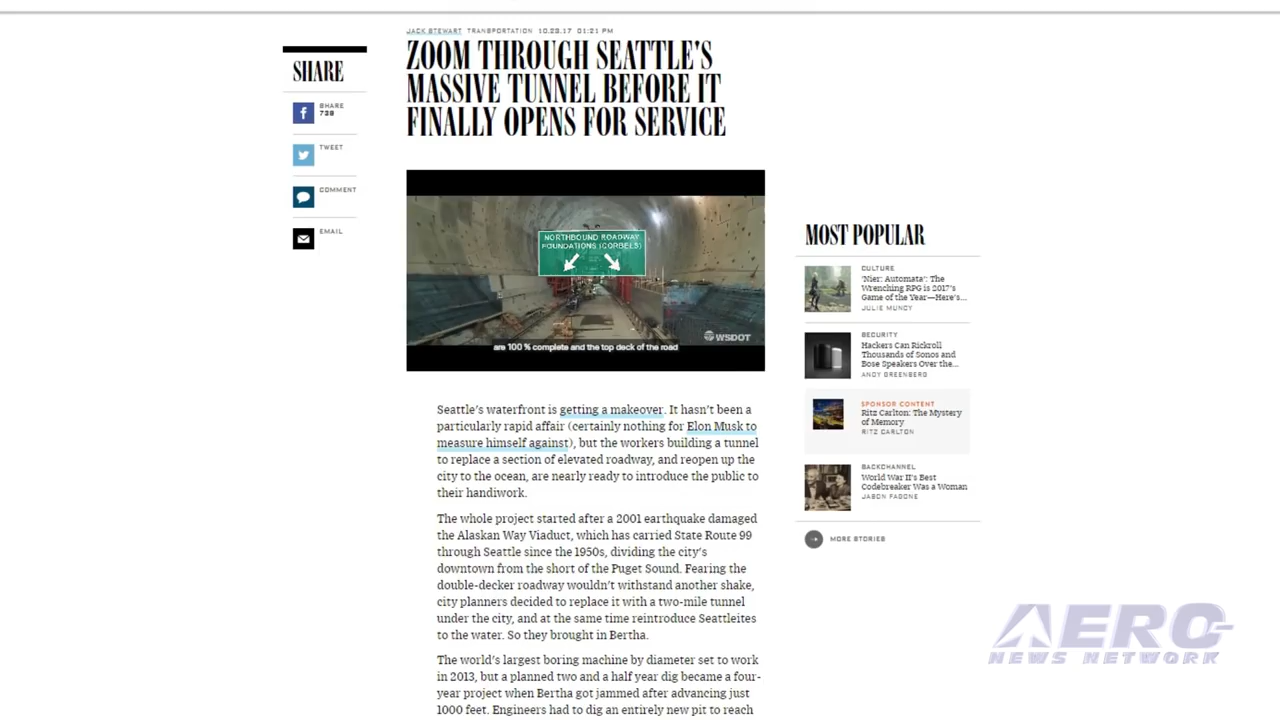 JACK STEWART TRANSPORTATION 10.29.17 01:21 PM
ZOOM THROUGH SEATTLE'S
MASSIVE TUNNEL BEFORE IT
FINALLY OPENS FOR SERVICE
SHARE
SHARE
739
TWEET
COMMENT
EMAIL
NORTHBOUND ROADWAY
FOUNDATIONS (CORBELS)
WSDOT
are 100 % complete and the top deck of the road
Seattle's waterfront is getting a makeover. It hasn't been a
particularly rapid affair (certainly nothing for Elon Musk to
measure himself against), but the workers building a tunnel
to replace a section of elevated roadway, and reopen up the
city to the ocean, are nearly ready to introduce the public to
their handiwork.
The whole project started after a 2001 earthquake damaged
the Alaskan Way Viaduct, which has carried State Route 99
through Seattle since the 1950s, dividing the city's
downtown from the short of the Puget Sound. Fearing the
double-decker roadway wouldn't withstand another shake,
city planners decided to replace it with a two-mile tunnel
under the city, and at the same time reintroduce Seattleites
to the water. So they brought in Bertha.
The world's largest boring machine by diameter set to work
in 2013, but a planned two and a half year dig became a four-
year project when Bertha got jammed after advancing just
1000 feet. Engineers had to dig an entirely new pit to reach
MOST POPULAR
CULTURE
'Nier: Automata': The
Wrenching RPG is 2017's
Game of the Year—Here's...
JULIE MUNCY
SECURITY
Hackers Can Rickroll
Thousands of Sonos and
Bose Speakers Over the...
ANDY GREENBERG
SPONSOR CONTENT
Ritz Carlton: The Mystery
of Memory
RITZ CARLTON
BACKCHANNEL
World War II's Best
Codebreaker Was a Woman
JASON FAGONE
MORE STORIES
AERO
NEWS NETWORK